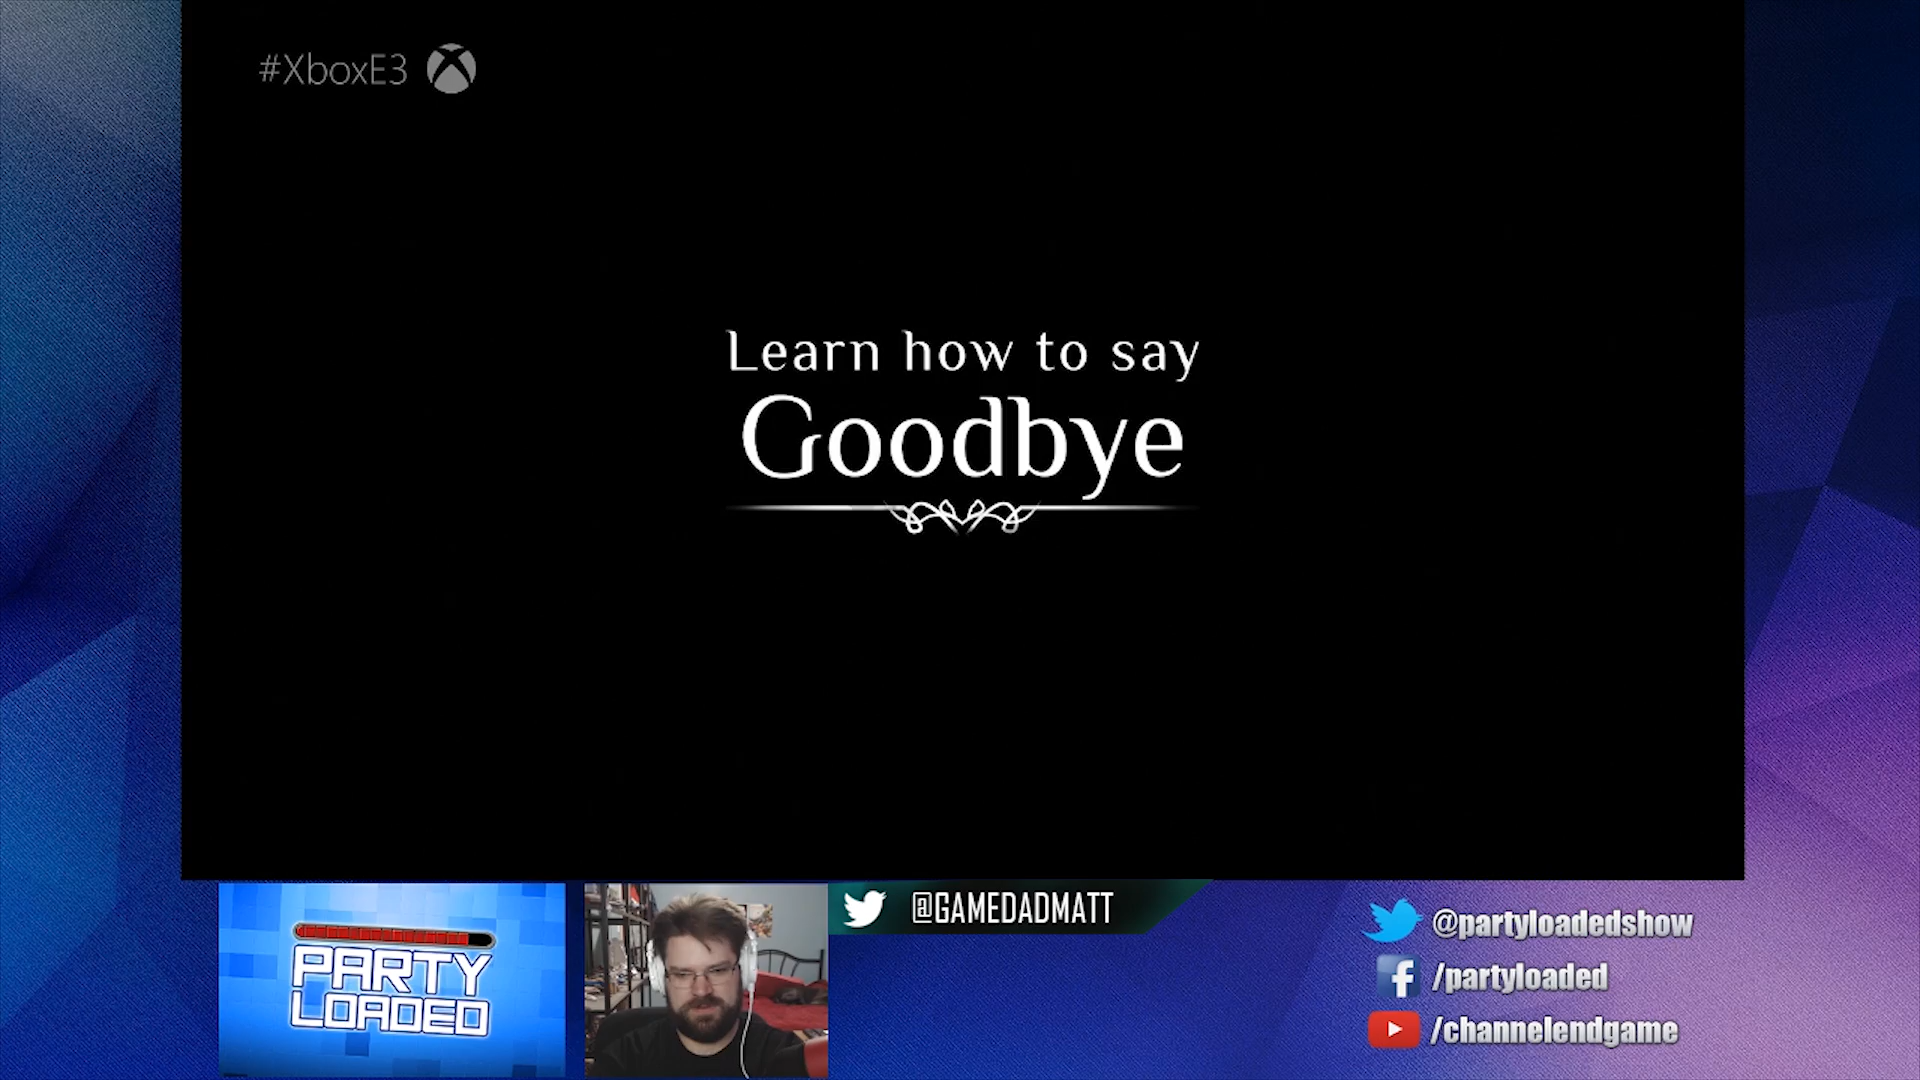 #XboxE3
Learn how to say
Goodbye
PARTY
LOADED
@GAMEDADMATT
@partyloadedshow
/partyloaded
/channelendgame